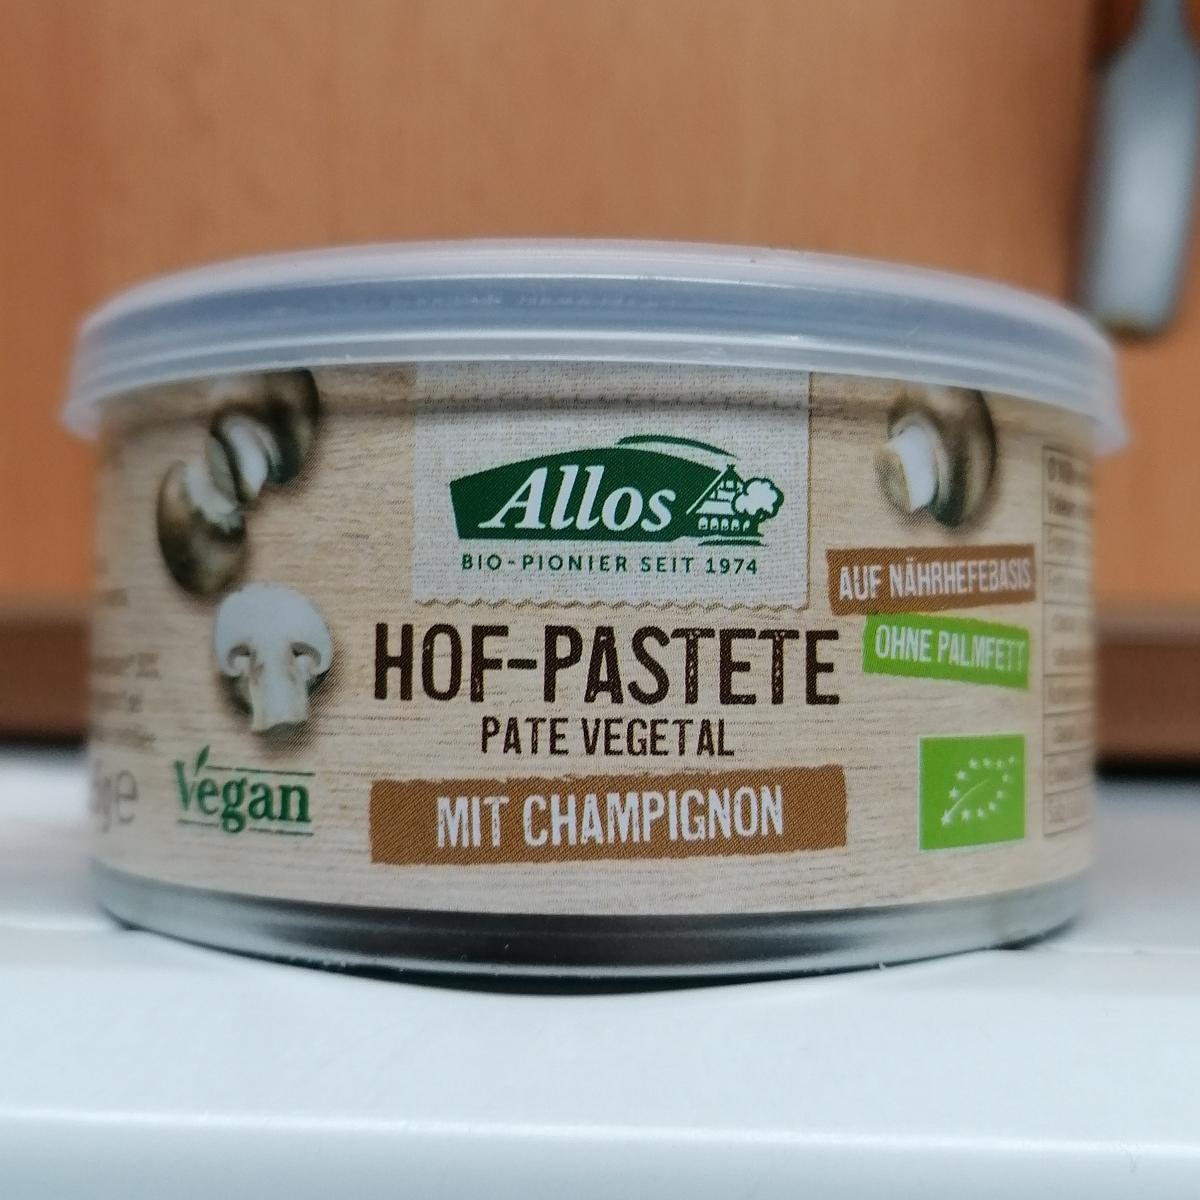 Allos
BIO-PIONIER SEIT 1974
AUF NÄHRHEFEBASIS
OHNE PALMFETT
HOF-PASTETE
PATE VEGETAL
MIT CHAMPIGNON
Vegan